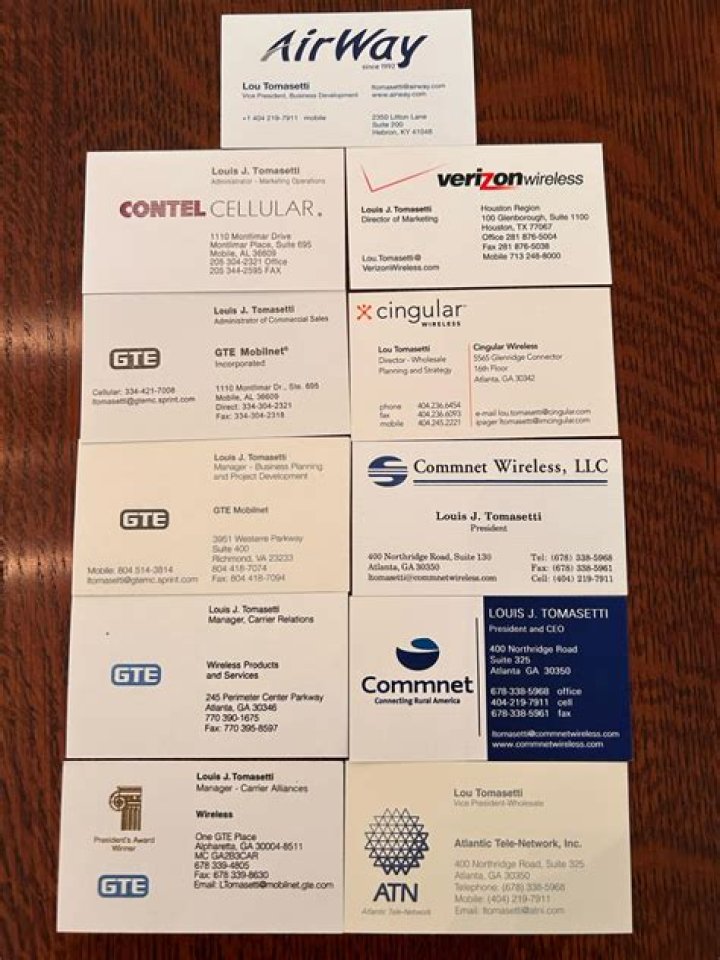 AirWay
since 1992
Lou Tomasetti
Vice President, Business Development
+1 404 219-7911 mobile
ltomasetti@airway.com
www.airway.com
2350 Litton Lane
Suite 200
Hebron, KY 41048
Louis J. Tomasetti
Administrator - Marketing Operations
CONTEL CELLULAR.
1110 Montlimar Drive
Montlimar Place, Suite 695
Mobile, AL 36609
205 304-2321 Office
205 344-2595 FAX
verizonwireless
Louis J. Tomasetti
Director of Marketing
Lou.Tomasetti@
VerizonWireless.com
Houston Region
100 Glenborough, Suite 1100
Houston, TX 77067
Office 281 876-5004
Fax 281 876-5038
Mobile 713 248-8000
Louis J. Tomasetti
Administrator of Commercial Sales
GTE
GTE Mobilnet®
Incorporated
Cellular: 334-421-7008
ltomasetti@gtemc.sprint.com
1110 Montlimar Dr., Ste. 695
Mobile, AL 36609
Direct: 334-304-2321
Fax: 334-304-2318
cingular™
WIRELESS
Lou Tomasetti
Director - Wholesale
Planning and Strategy
phone 404.236.6454
fax 404.236.6093
mobile 404.245.2221
Cingular Wireless
5565 Glenridge Connector
16th Floor
Atlanta, GA 30342
e-mail lou.tomasetti@cingular.com
ipager ltomasetti@imcingular.com
Louis J. Tomasetti
Manager - Business Planning
and Project Development
GTE
GTE Mobilnet
3951 Westerre Parkway
Suite 400
Richmond, VA 23233
804 418-7074
Fax: 804 418-7094
Mobile: 804 514-3814
ltomasetti@gtemc.sprint.com
Commnet Wireless, LLC
Louis J. Tomasetti
President
400 Northridge Road, Suite 130
Atlanta, GA 30350
ltomasetti@commnetwireless.com
Tel: (678) 338-5968
Fax: (678) 338-5961
Cell: (404) 219-7911
Louis J. Tomasetti
Manager, Carrier Relations
GTE
Wireless Products
and Services
245 Perimeter Center Parkway
Atlanta, GA 30346
770 390-1675
Fax: 770 395-8597
Commnet
Connecting Rural America
LOUIS J. TOMASETTI
President and CEO
400 Northridge Road
Suite 325
Atlanta GA 30350
678-338-5968 office
404-219-7911 cell
678-338-5961 fax
ltomasetti@commnetwireless.com
www.commnetwireless.com
President's Award
Winner
GTE
Louis J. Tomasetti
Manager - Carrier Alliances
Wireless
One GTE Place
Alpharetta, GA 30004-8511
MC GA2B3CAR
678 339-4805
Fax: 678 339-8630
Email: LTomasetti@mobilnet.gte.com
ATN
Atlantic Tele-Network
Lou Tomasetti
Vice President-Wholesale
Atlantic Tele-Network, Inc.
400 Northridge Road, Suite 325
Atlanta, GA 30350
Telephone: (678) 338-5968
Mobile: (404) 219-7911
Email: ltomasetti@atni.com